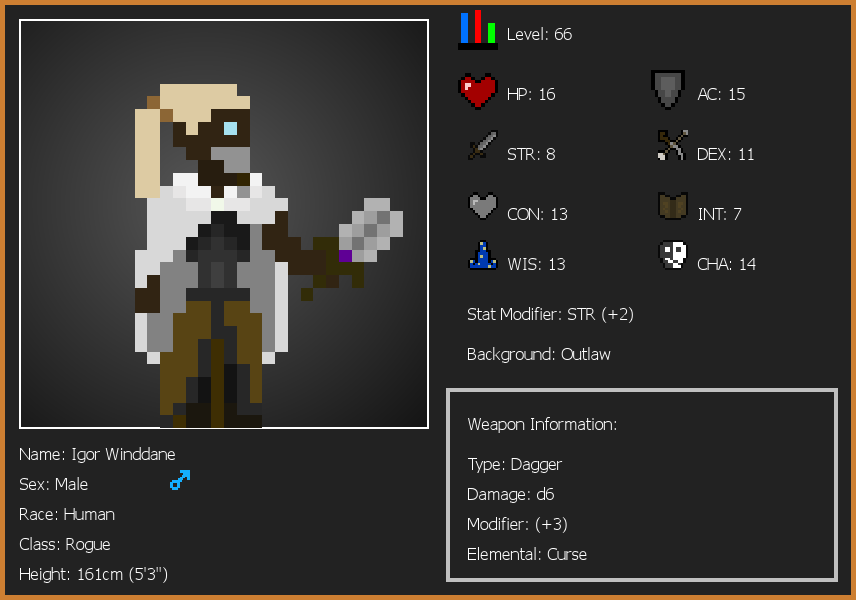 Level: 66
HP: 16
AC: 15
STR: 8
DEX: 11
CON: 13
INT: 7
WIS: 13
CHA: 14
Stat Modifier: STR (+2)
Background: Outlaw
Weapon Information:
Type: Dagger
Damage: d6
Modifier: (+3)
Elemental: Curse
Name: Igor Winddane
Sex: Male
Race: Human
Class: Rogue
Height: 161cm (5'3")